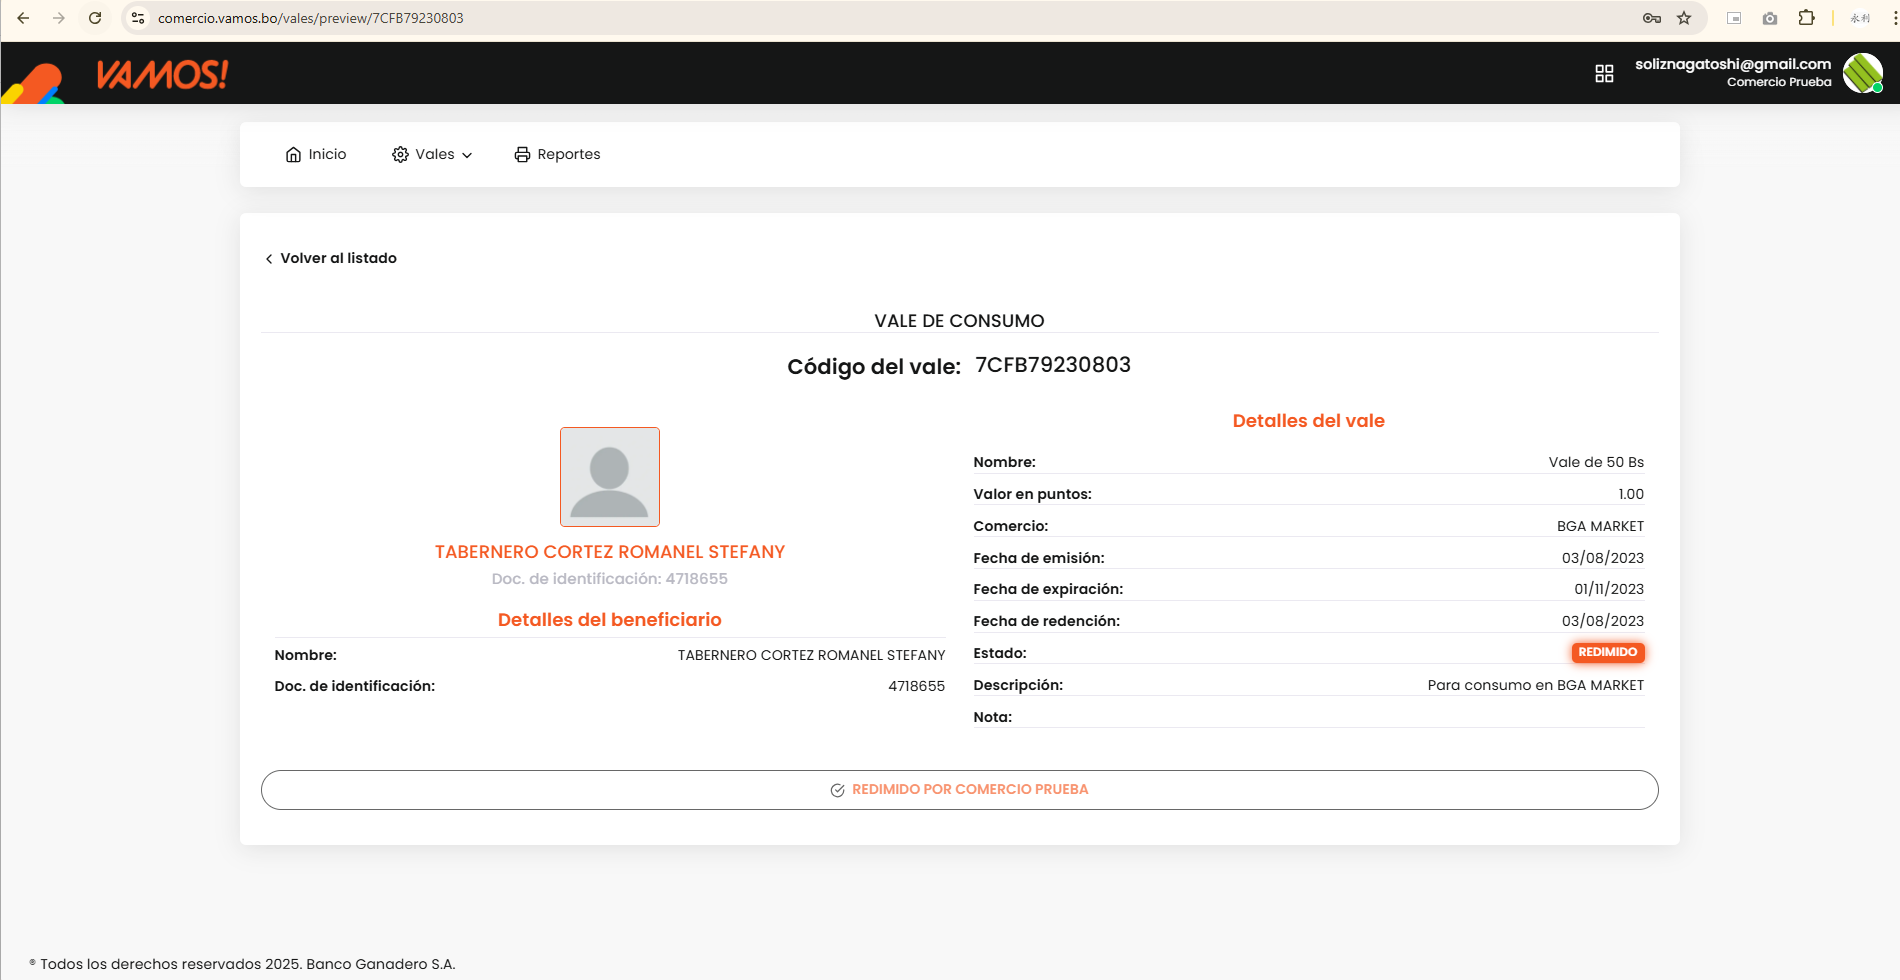 comercio.vamos.bo/vales/preview/7CFB79230803
永利
VAMOS!
soliznagatoshi@gmail.com
Comercio Prueba
Inicio
Vales
Reportes
Volver al listado
VALE DE CONSUMO
Código del vale: 7CFB79230803
TABERNERO CORTEZ ROMANEL STEFANY
Doc. de identificación: 4718655
Detalles del beneficiario
Nombre: TABERNERO CORTEZ ROMANEL STEFANY
Doc. de identificación: 4718655
Detalles del vale
Nombre: Vale de 50 Bs
Valor en puntos: 1.00
Comercio: BGA MARKET
Fecha de emisión: 03/08/2023
Fecha de expiración: 01/11/2023
Fecha de redención: 03/08/2023
Estado: REDIMIDO
Descripción: Para consumo en BGA MARKET
Nota:
REDIMIDO POR COMERCIO PRUEBA
® Todos los derechos reservados 2025. Banco Ganadero S.A.